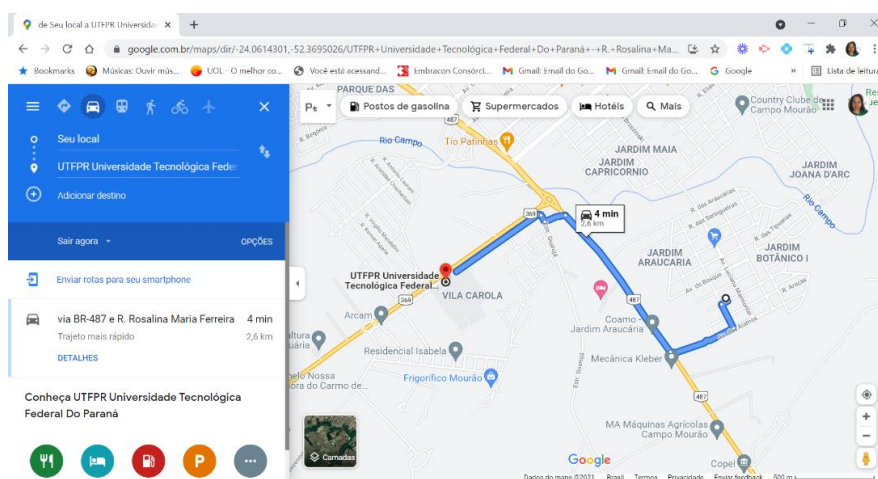 de Seu local a UTFPR Universidad
google.com.br/maps/dir/-24.0614301,-52.3695026/UTFPR+Universidade+Tecnológica+Federal+Do+Paraná+-+R.+Rosalina+Ma...
Bookmarks
Músicas: Ouvir mús...
UOL - O melhor co...
Você está acessand...
Embracon Consórci...
Gmail: Email do Go...
Gmail: Email do Go...
Google
»
Lista de leitura
Seu local
UTFPR Universidade Tecnológica Feder
Adicionar destino
Sair agora
OPÇÕES
Enviar rotas para seu smartphone
via BR-487 e R. Rosalina Maria Ferreira 4 min
Trajeto mais rápido 2,6 km
DETALHES
Conheça UTFPR Universidade Tecnológica
Federal Do Paraná
P
PARQUE DAS
Postos de gasolina
Supermercados
Hotéis
Mais
Country Clube de
Campo Mourão
487
Rio Campo
Tio Patinhas
JARDIM MAIA
JARDIM
CAPRICORNIO
JARDIM
JOANA D'ARC
R. das Araucárias
R. das Seringueiras
Rio Campo
369
4 min
2,6 km
JARDIM
ARAUCARIA
JARDIM
BOTÂNICO I
UTFPR Universidade
Tecnológica Federal...
VILA CAROLA
369
487
Arcam
Coamo -
Jardim Araucária
Residencial Isabela
Mecânica Kleber
Frigorífico Mourão
487
MA Máquinas Agrícolas
Campo Mourão
Camadas
Google
Copel
Dados do mapa ©2021 Brasil Termos Privacidade Enviar feedback 500 m